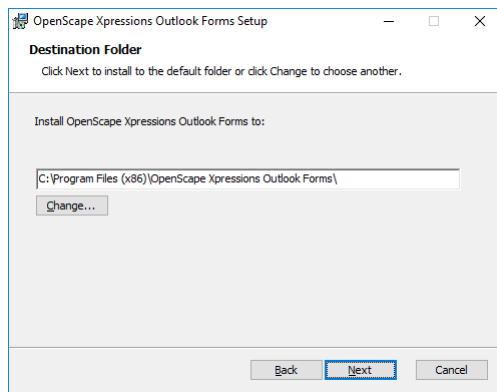 OpenScape Xpressions Outlook Forms Setup
Destination Folder
Click Next to install to the default folder or click Change to choose another.
Install OpenScape Xpressions Outlook Forms to:
C:\Program Files (x86)\OpenScape Xpressions Outlook Forms\
Change...
Back Next Cancel